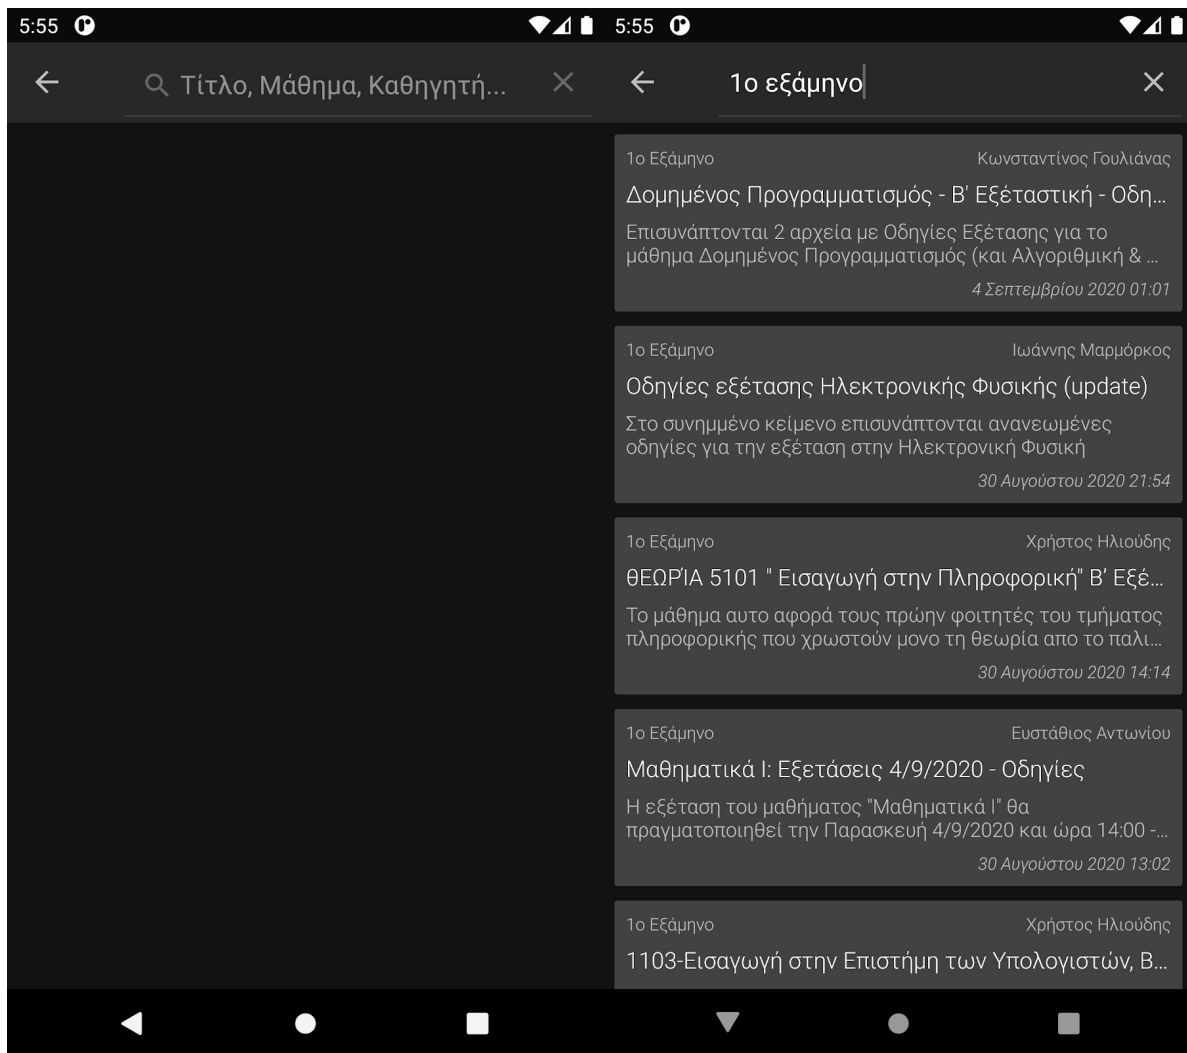 5:55
Τίτλο, Μάθημα, Καθηγητή...
5:55
1ο εξάμηνο
1ο Εξάμηνο
Κωνσταντίνος Γουλιάνας
Δομημένος Προγραμματισμός - Β' Εξέταστική - Οδη...
Επισυνάπτονται 2 αρχεία με Οδηγίες Εξέτασης για το
μάθημα Δομημένος Προγραμματισμός (και Αλγοριθμική & ...
4 Σεπτεμβρίου 2020 01:01
1ο Εξάμηνο
Ιωάννης Μαρμόρκος
Οδηγίες εξέτασης Ηλεκτρονικής Φυσικής (update)
Στο συνημμένο κείμενο επισυνάπτονται ανανεωμένες
οδηγίες για την εξέταση στην Ηλεκτρονική Φυσική
30 Αυγούστου 2020 21:54
1ο Εξάμηνο
Χρήστος Ηλιούδης
θΕΩΡΊΑ 5101 " Εισαγωγή στην Πληροφορική" Β’ Εξέ...
Το μάθημα αυτο αφορά τους πρώην φοιτητές του τμήματος
πληροφορικής που χρωστούν μονο τη θεωρία απο το παλι...
30 Αυγούστου 2020 14:14
1ο Εξάμηνο
Ευστάθιος Αντωνίου
Μαθηματικά Ι: Εξετάσεις 4/9/2020 - Οδηγίες
Η εξέταση του μαθήματος "Μαθηματικά Ι" θα
πραγματοποιηθεί την Παρασκευή 4/9/2020 και ώρα 14:00 -...
30 Αυγούστου 2020 13:02
1ο Εξάμηνο
Χρήστος Ηλιούδης
1103-Εισαγωγή στην Επιστήμη των Υπολογιστών, Β...